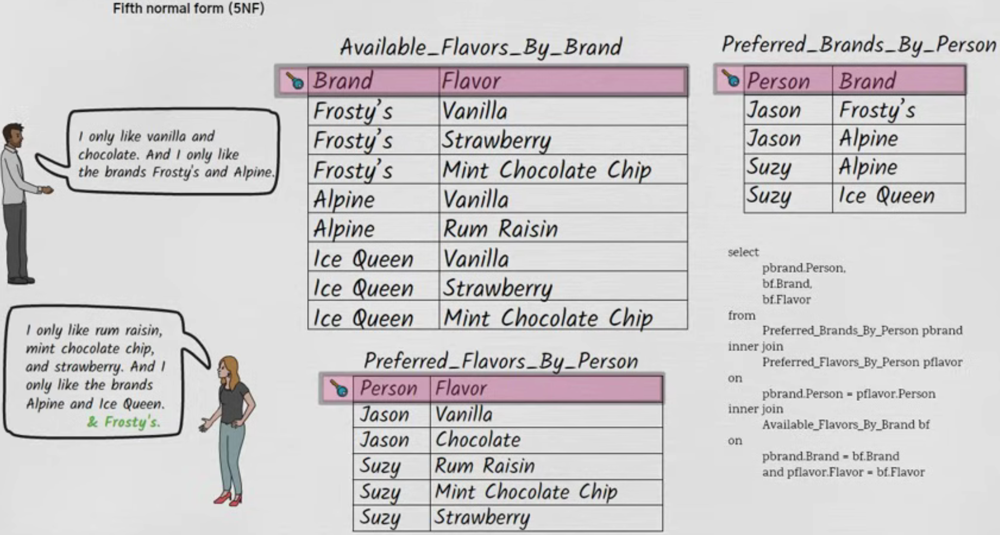 Fifth normal form (5NF)
I only like vanilla and
chocolate. And I only like
the brands Frosty's and Alpine.
I only like rum raisin,
mint chocolate chip,
and strawberry. And I
only like the brands
Alpine and Ice Queen.
& Frosty's.
Available_Flavors_By_Brand
Brand Flavor
Frosty's Vanilla
Frosty's Strawberry
Frosty's Mint Chocolate Chip
Alpine Vanilla
Alpine Rum Raisin
Ice Queen Vanilla
Ice Queen Strawberry
Ice Queen Mint Chocolate Chip
Preferred_Flavors_By_Person
Person Flavor
Jason Vanilla
Jason Chocolate
Suzy Rum Raisin
Suzy Mint Chocolate Chip
Suzy Strawberry
Preferred_Brands_By_Person
Person Brand
Jason Frosty's
Jason Alpine
Suzy Alpine
Suzy Ice Queen
select
pbrand.Person,
bf.Brand,
bf.Flavor
from
Preferred_Brands_By_Person pbrand
inner join
Preferred_Flavors_By_Person pflavor
on
pbrand.Person = pflavor.Person
inner join
Available_Flavors_By_Brand bf
on
pbrand.Brand = bf.Brand
and pflavor.Flavor = bf.Flavor